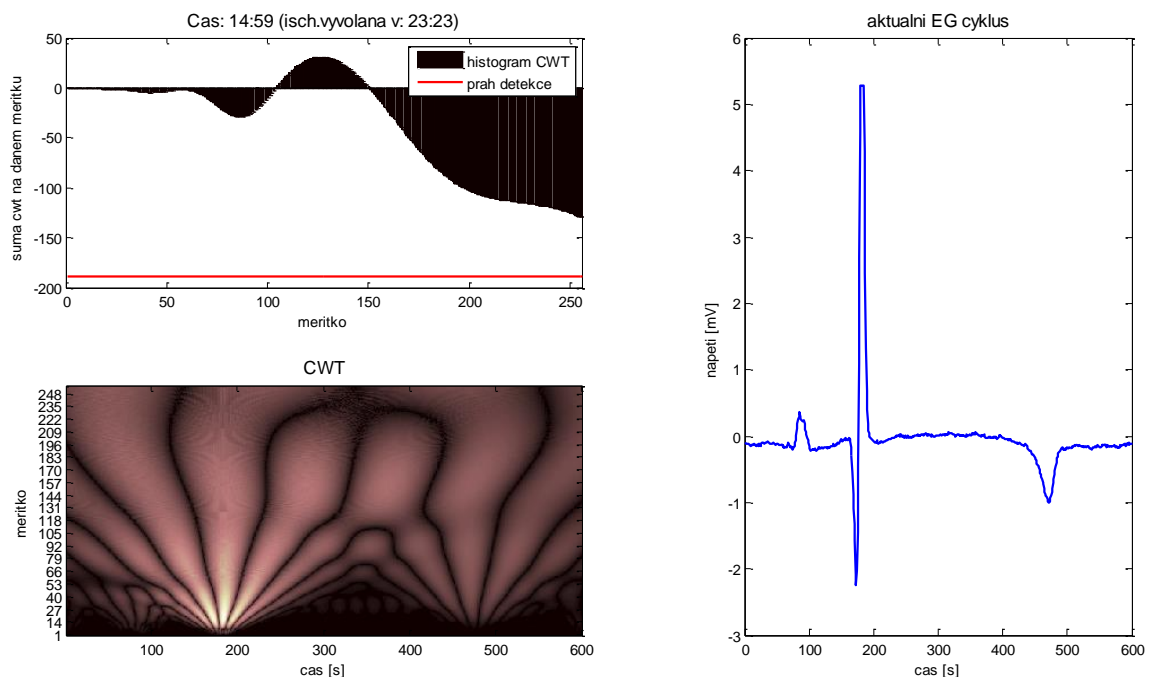 Cas: 14:59 (isch.vyvolana v: 23:23)
suma cwt na danem meritku
50
0
-50
-100
-150
-200
0 50 100 150 200 250
meritko
histogram CWT
prah detekce
CWT
meritko
248
235
222
209
196
183
170
157
144
131
118
105
92
79
66
53
40
27
14
1
100 200 300 400 500 600
cas [s]
aktualni EG cyklus
napeti [mV]
6
5
4
3
2
1
0
-1
-2
-3
0 100 200 300 400 500 600
cas [s]